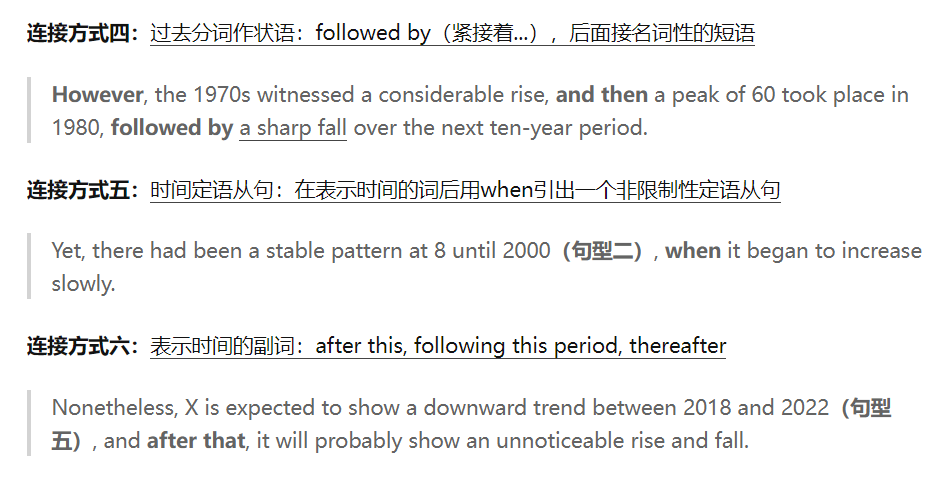 连接方式四：过去分词作状语：followed by（紧接着...），后面接名词性的短语
However, the 1970s witnessed a considerable rise, and then a peak of 60 took place in
1980, followed by a sharp fall over the next ten-year period.
连接方式五：时间定语从句：在表示时间的词后用when引出一个非限制性定语从句
Yet, there had been a stable pattern at 8 until 2000（句型二）, when it began to increase
slowly.
连接方式六：表示时间的副词：after this, following this period, thereafter
Nonetheless, X is expected to show a downward trend between 2018 and 2022（句型
五）, and after that, it will probably show an unnoticeable rise and fall.